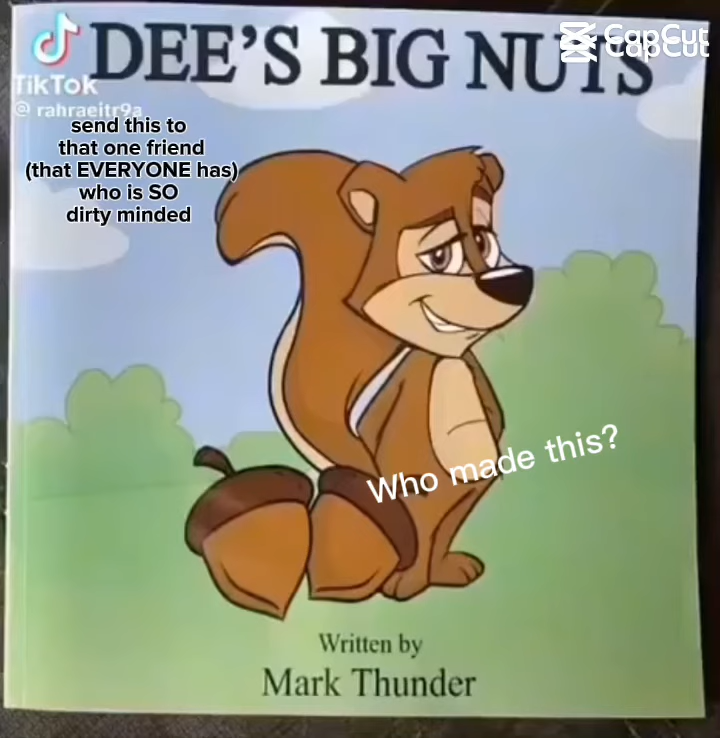 TikTok
@ rahraeitr9a
CapCut
DEE'S BIG NUTS
send this to
that one friend
(that EVERYONE has)
who is SO
dirty minded
Who made this?
Written by
Mark Thunder